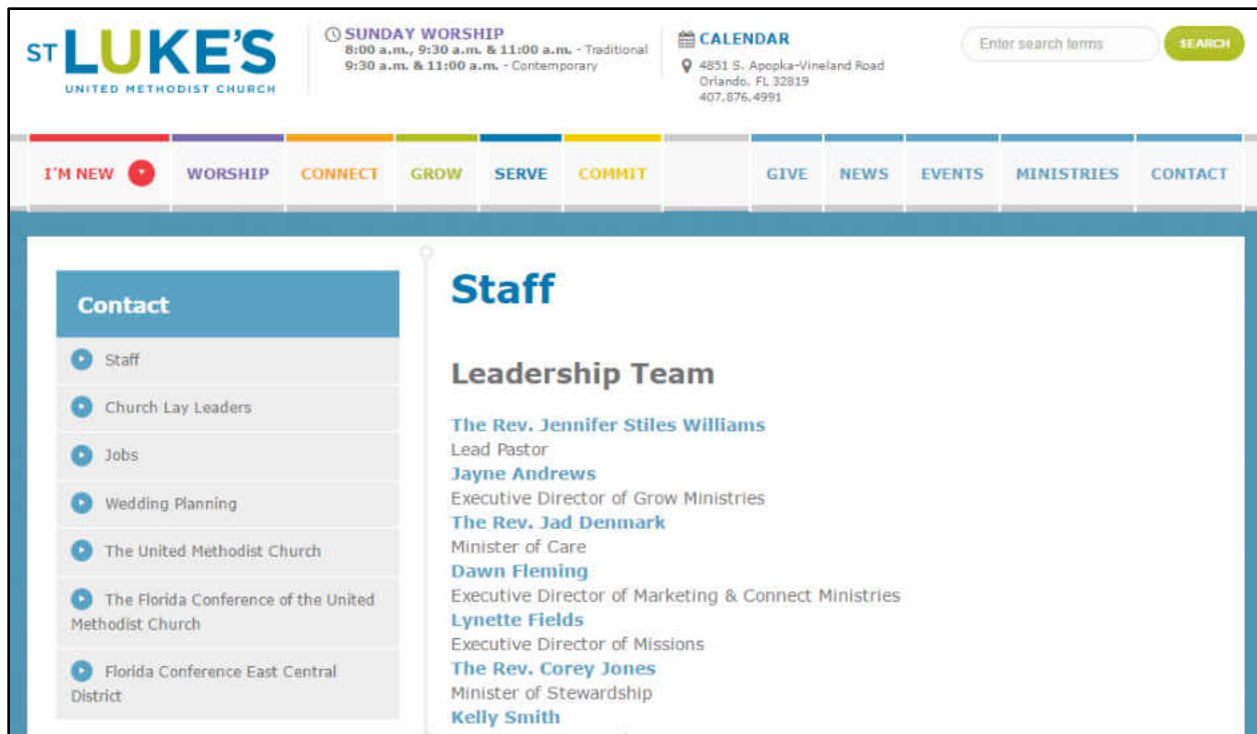 ST LUKE'S
UNITED METHODIST CHURCH
SUNDAY WORSHIP
8:00 a.m., 9:30 a.m. & 11:00 a.m. - Traditional
9:30 a.m. & 11:00 a.m. - Contemporary
CALENDAR
4851 S. Apopka-Vineland Road
Orlando, FL 32819
407.876.4991
Enter search terms
SEARCH
I'M NEW WORSHIP CONNECT GROW SERVE COMMIT GIVE NEWS EVENTS MINISTRIES CONTACT
Contact
Staff
Church Lay Leaders
Jobs
Wedding Planning
The United Methodist Church
The Florida Conference of the United
Methodist Church
Florida Conference East Central
District
Staff
Leadership Team
The Rev. Jennifer Stiles Williams
Lead Pastor
Jayne Andrews
Executive Director of Grow Ministries
The Rev. Jad Denmark
Minister of Care
Dawn Fleming
Executive Director of Marketing & Connect Ministries
Lynette Fields
Executive Director of Missions
The Rev. Corey Jones
Minister of Stewardship
Kelly Smith